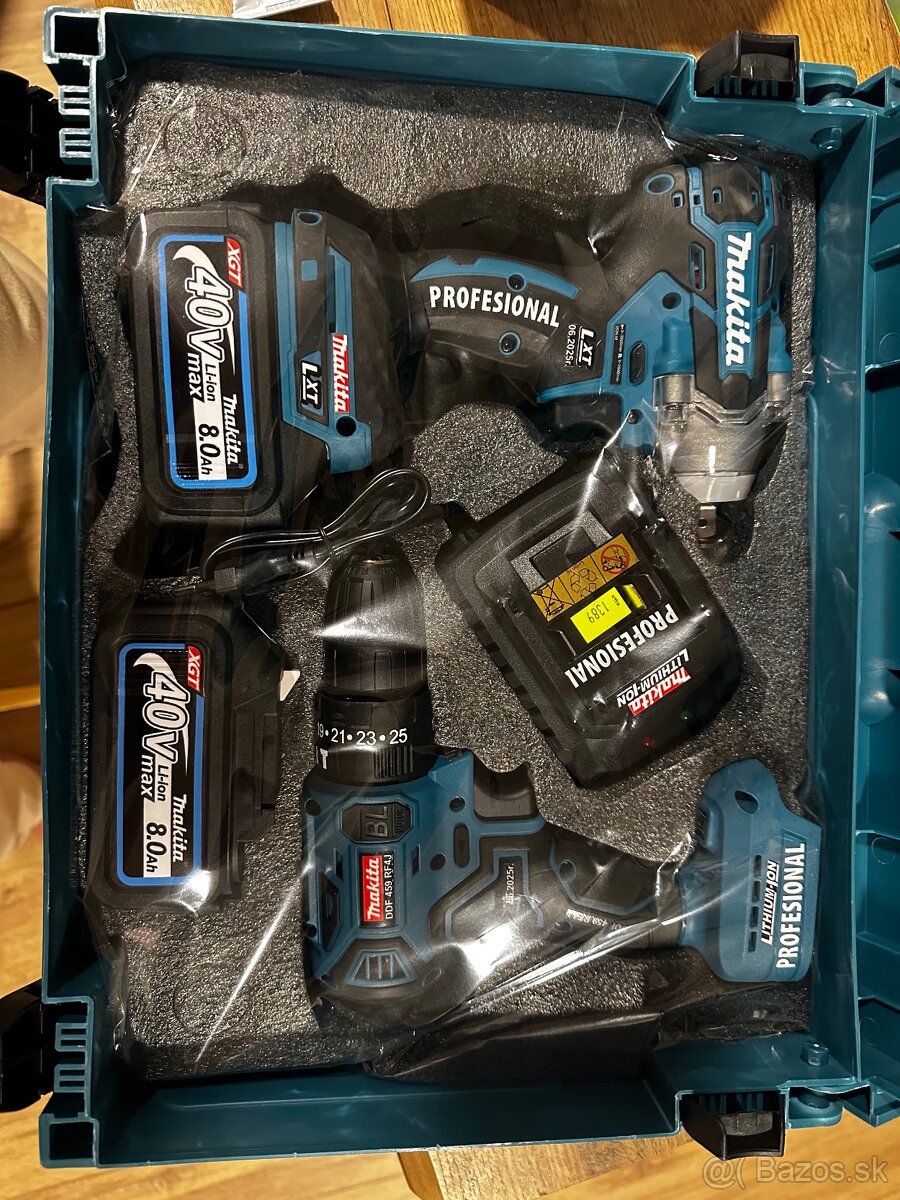 Makita
PROFESIONAL
LXT
06.2025r.
XGT
40V Li-Ion
max
Makita®
8.0Ah
Makita
LXT
€ 1389
PROFESIONAL
Makita
LITHIUM-ION
XGT
40V Li-Ion
max
Makita
8.0Ah
19•21•23•25
BL
Makita
DDF 459 RF4J
2025r.
LITHIUM-ION
PROFESIONAL
@ Bazos.sk